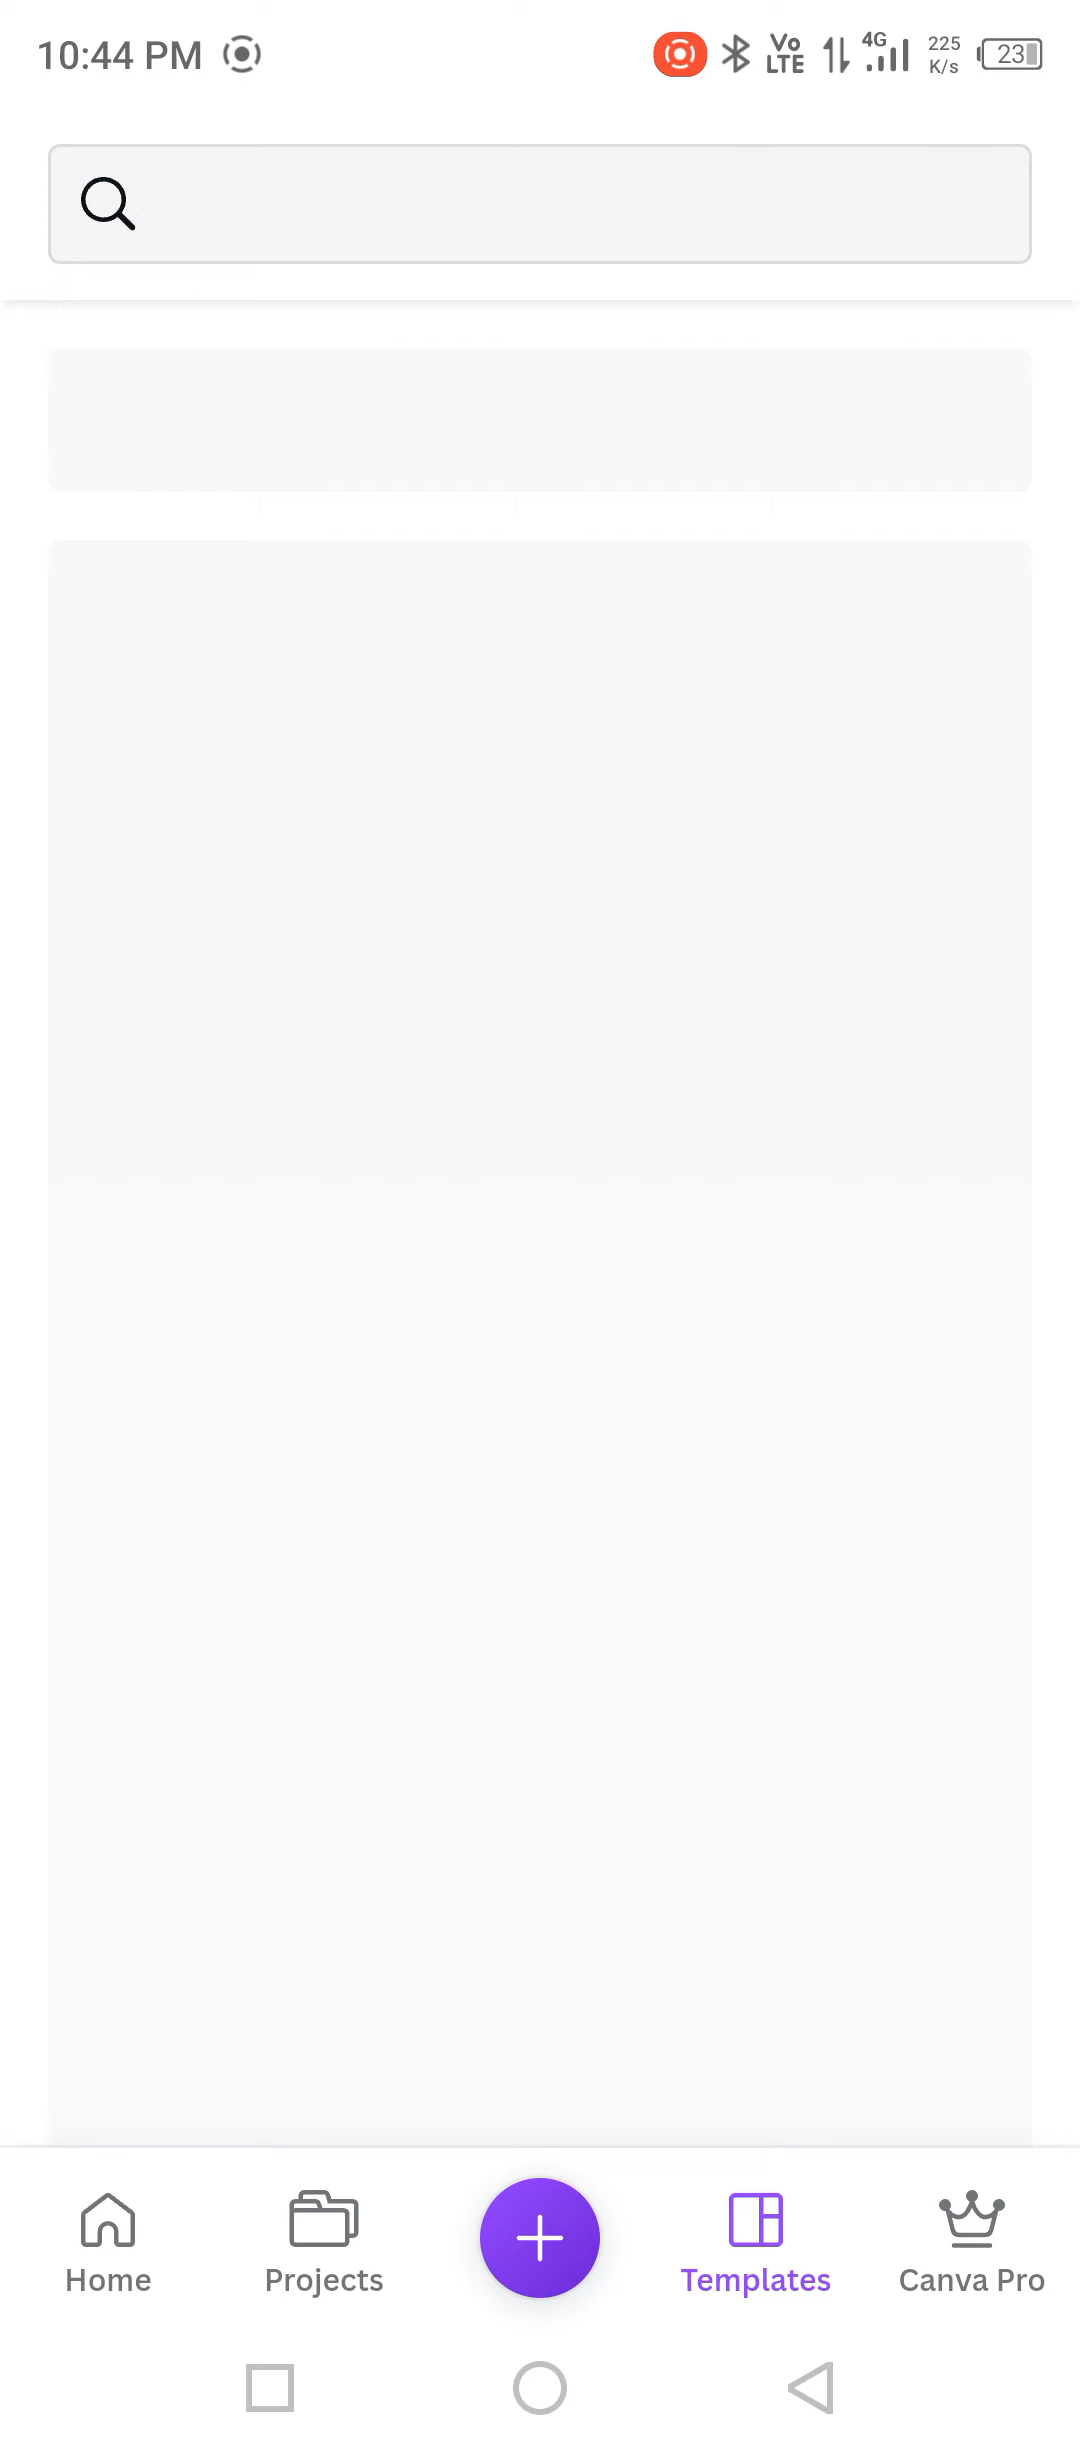 10:44 PM
Vo
LTE
4G
225
K/s
23
Home
Projects
Templates
Canva Pro